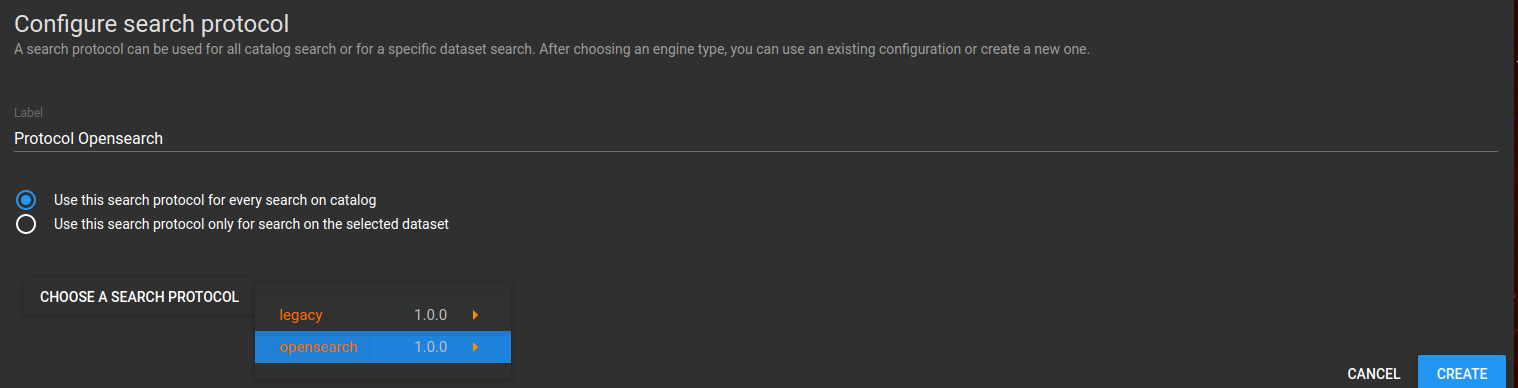 Configure search protocol
A search protocol can be used for all catalog search or for a specific dataset search. After choosing an engine type, you can use an existing configuration or create a new one.
Label
Protocol Opensearch
Use this search protocol for every search on catalog
Use this search protocol only for search on the selected dataset
CHOOSE A SEARCH PROTOCOL
legacy 1.0.0
opensearch 1.0.0
CANCEL CREATE